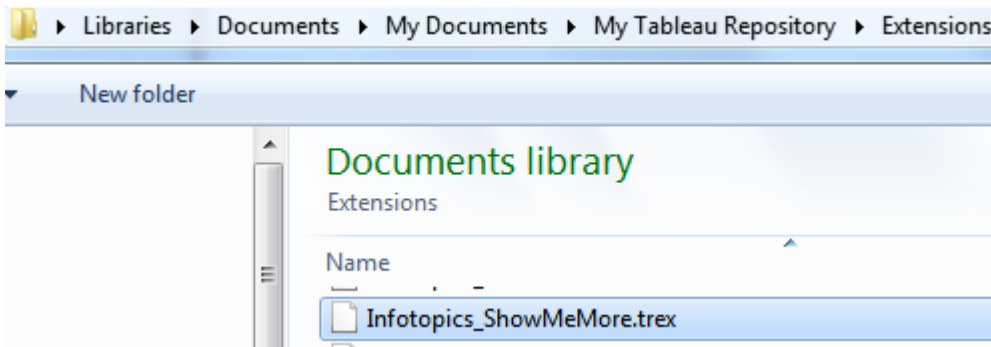 Libraries Documents My Documents My Tableau Repository Extensions
New folder
Documents library
Extensions
Name
Infotopics_ShowMeMore.trex